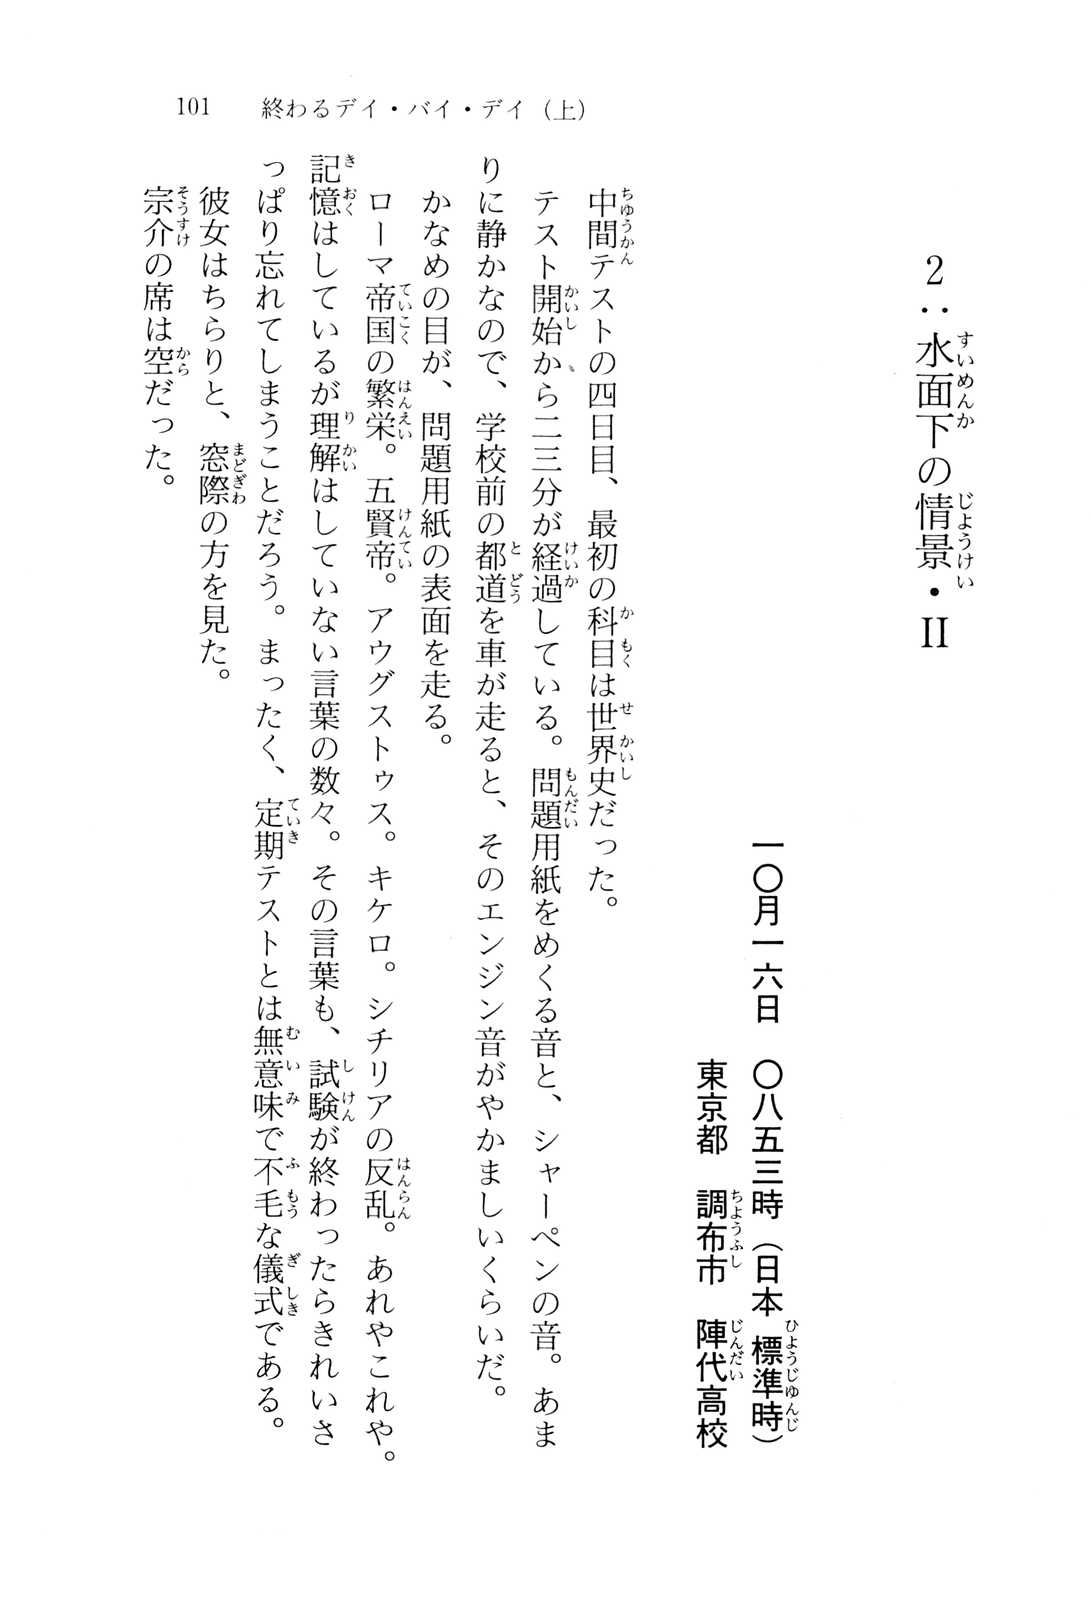 101　終わるデイ・バイ・デイ（上）
2：水面下の情景・II
一〇月一六日　〇八五三時（日本標準時）
東京都　調布市　陣代高校
中間テストの四日目、最初の科目は世界史だった。
テスト開始から二三分が経過している。問題用紙をめくる音と、シャーペンの音。あま
りに静かなので、学校前の都道を車が走ると、そのエンジン音がやかましいくらいだ。
かなめの目が、問題用紙の表面を走る。
ローマ帝国の繁栄。五賢帝。アウグストゥス。キケロ。シチリアの反乱。あれやこれや。
記憶はしているが理解はしていない言葉の数々。その言葉も、試験が終わったらきれいさ
っぱり忘れてしまうことだろう。まったく、定期テストとは無意味で不毛な儀式である。
彼女はちらりと、窓際の方を見た。
宗介の席は空だった。